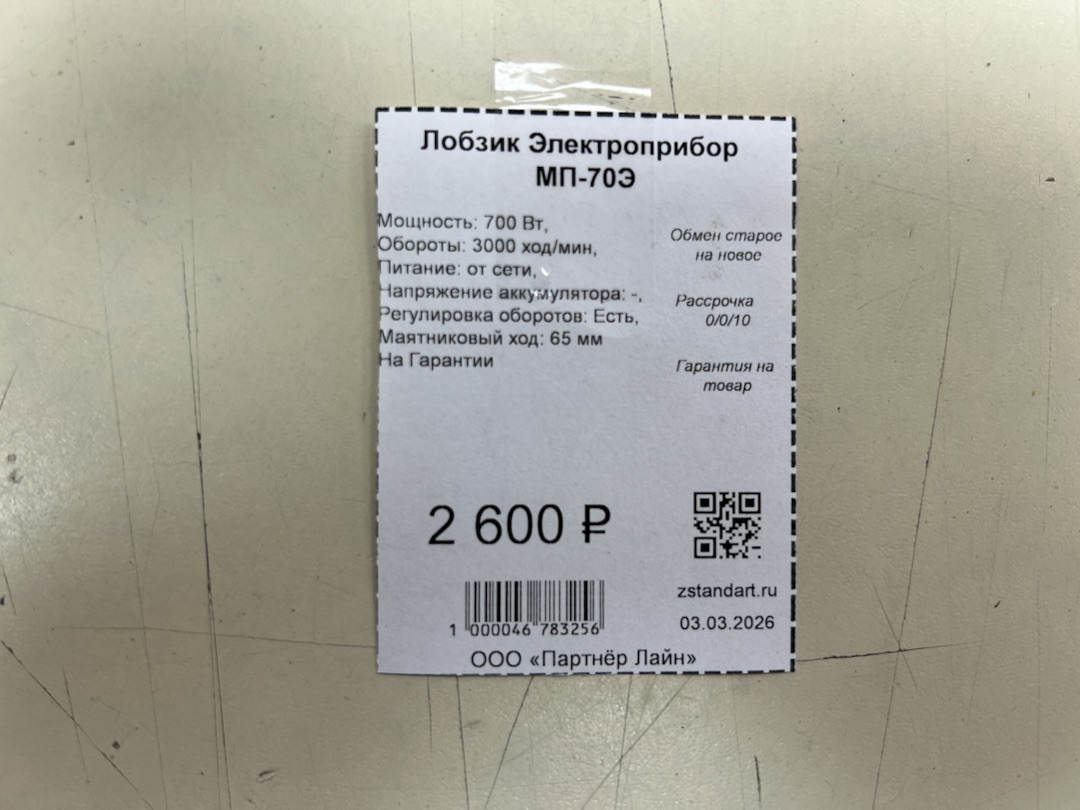 Лобзик Электроприбор
МП-70Э
Мощность: 700 Вт,
Обороты: 3000 ход/мин,
Питание: от сети,
Напряжение аккумулятора: -,
Регулировка оборотов: Есть,
Маятниковый ход: 65 мм
На Гарантии
Обмен старое
на новое
Рассрочка
0/0/10
Гарантия на
товар
2 600 ₽
zstandart.ru
1 000046 783256
03.03.2026
ООО «Партнёр Лайн»